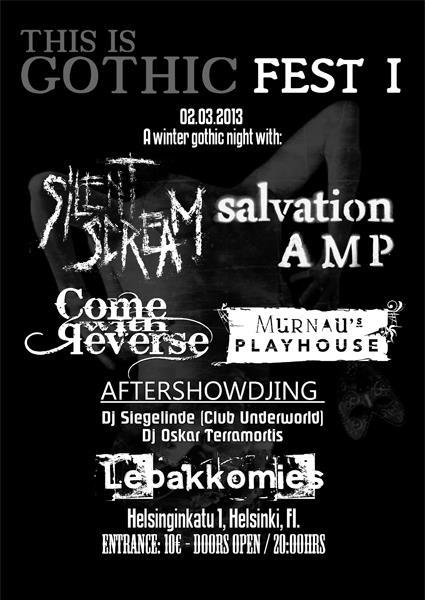 THIS IS
GOTHIC FEST I
02.03.2013
A winter gothic night with:
SILENT SCREAM
salvation AMP
Come with Reverse
MURNAU's PLAYHOUSE
AFTERSHOWDJING
Dj Siegelinde (Club Underworld)
Dj Oskar Terramortis
Lepakkomies
Helsinginkatu 1, Helsinki, FI.
ENTRANCE: 10€ - DOORS OPEN / 20:00HRS